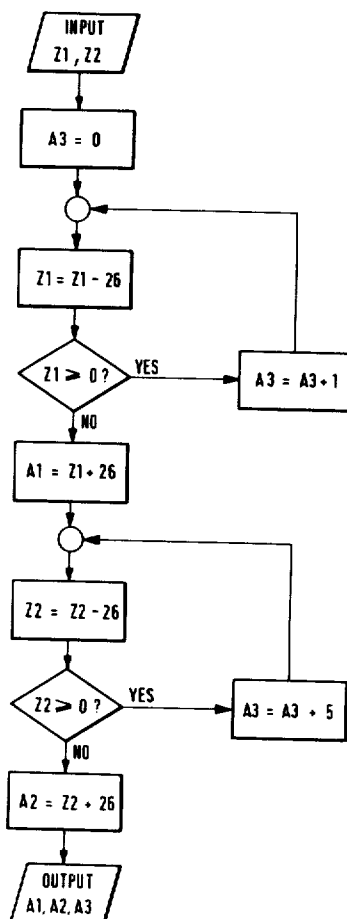 INPUT
Z1, Z2
A3 = 0
Z1 = Z1 - 26
Z1 ≥ 0?
YES
A3 = A3+1
NO
A1 = Z1+ 26
Z2 = Z2 - 26
Z2 ≥ 0?
YES
A3 = A3 + 5
NO
A2 = Z2 + 26
OUTPUT
A1, A2, A3